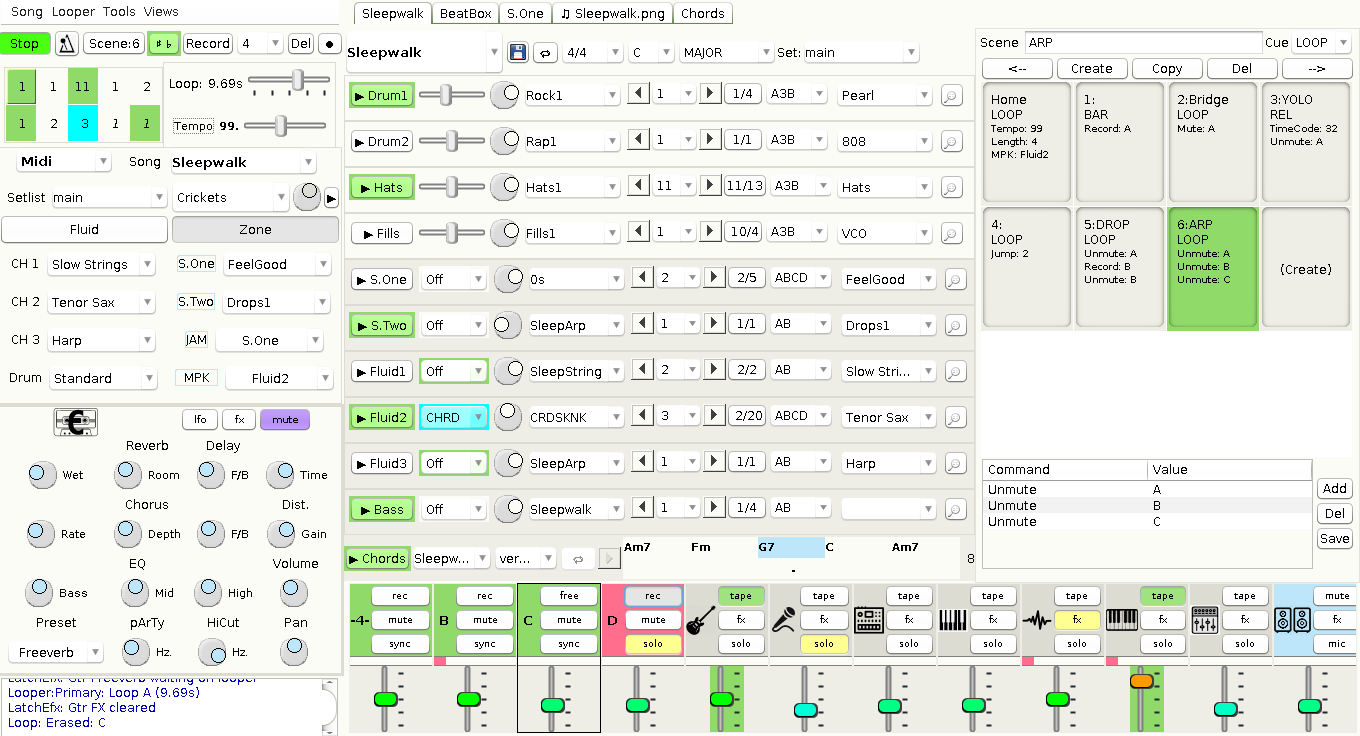 Song Looper Tools Views
Stop Scene:6 ♯♭ Record 4 Del
1 1 11 1 2
1 2 3 1 1
Loop: 9.69s
Tempo 99.
Midi Song Sleepwalk
Setlist main Crickets
Fluid Zone
CH 1 Slow Strings S.One FeelGood
CH 2 Tenor Sax S.Two Drops1
CH 3 Harp JAM S.One
Drum Standard MPK Fluid2
€ lfo fx mute
Reverb Delay
Wet Room F/B Time
Chorus Dist.
Rate Depth F/B Gain
EQ Volume
Bass Mid High
Preset pArTy HiCut Pan
Freeverb Hz. Hz.
LatchEfx: Gtr Freeverb waiting on looper
Looper:Primary: Loop A (9.69s)
LatchEfx: Gtr FX cleared
Loop: Erased: C
Sleepwalk BeatBox S.One ♫ Sleepwalk.png Chords
Sleepwalk 4/4 C MAJOR Set: main
Drum1 Rock1 1 1/4 A3B Pearl
Drum2 Rap1 1 1/1 A3B 808
Hats Hats1 11 11/13 A3B Hats
Fills Fills1 1 10/4 A3B VCO
S.One Off 0s 2 2/5 ABCD FeelGood
S.Two Off SleepArp 1 1/1 AB Drops1
Fluid1 Off SleepString 2 2/2 AB Slow Stri...
Fluid2 CHRD CRDSKNK 3 2/20 ABCD Tenor Sax
Fluid3 Off SleepArp 1 1/1 AB Harp
Bass Off Sleepwalk 1 1/4 AB
Chords Sleepw... ver... Am7 Fm G7 C Am7 8
-
Scene ARP Cue LOOP
<-- Create Copy Del -->
Home
LOOP
Tempo: 99
Length: 4
MPK: Fluid2
1:
BAR
Record: A
2:Bridge
LOOP
Mute: A
3:YOLO
REL
TimeCode: 32
Unmute: A
4:
LOOP
Jump: 2
5:DROP
LOOP
Unmute: A
Record: B
Unmute: B
6:ARP
LOOP
Unmute: A
Unmute: B
Unmute: C
(Create)
Command Value
Unmute A
Unmute B
Unmute C
Add
Del
Save
rec rec free rec tape tape tape tape tape tape tape mute
-4- mute B mute C mute D mute fx fx fx fx fx fx fx fx
sync sync sync solo solo solo solo solo solo solo solo mic